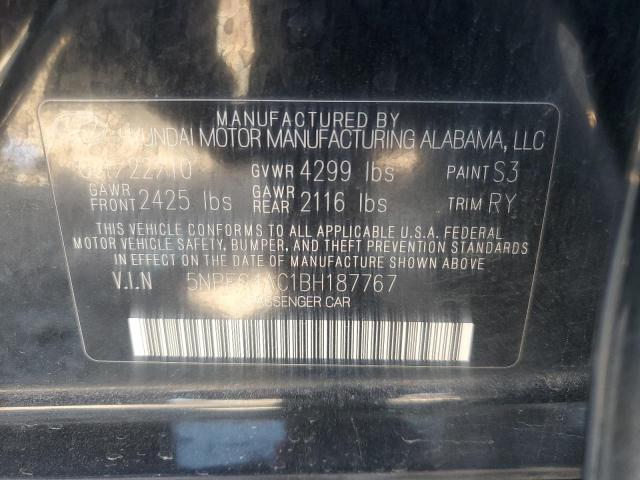 MANUFACTURED BY
HYUNDAI MOTOR MANUFACTURING ALABAMA, LLC
GVWR 4299 lbs PAINT S3
GAWR FRONT 2425 lbs GAWR REAR 2116 lbs TRIM RY
THIS VEHICLE CONFORMS TO ALL APPLICABLE U.S.A. FEDERAL
MOTOR VEHICLE SAFETY, BUMPER, AND THEFT PREVENTION STANDARDS
IN EFFECT ON THE DATE OF MANUFACTURE SHOWN ABOVE.
V.I.N
PASSENGER CAR